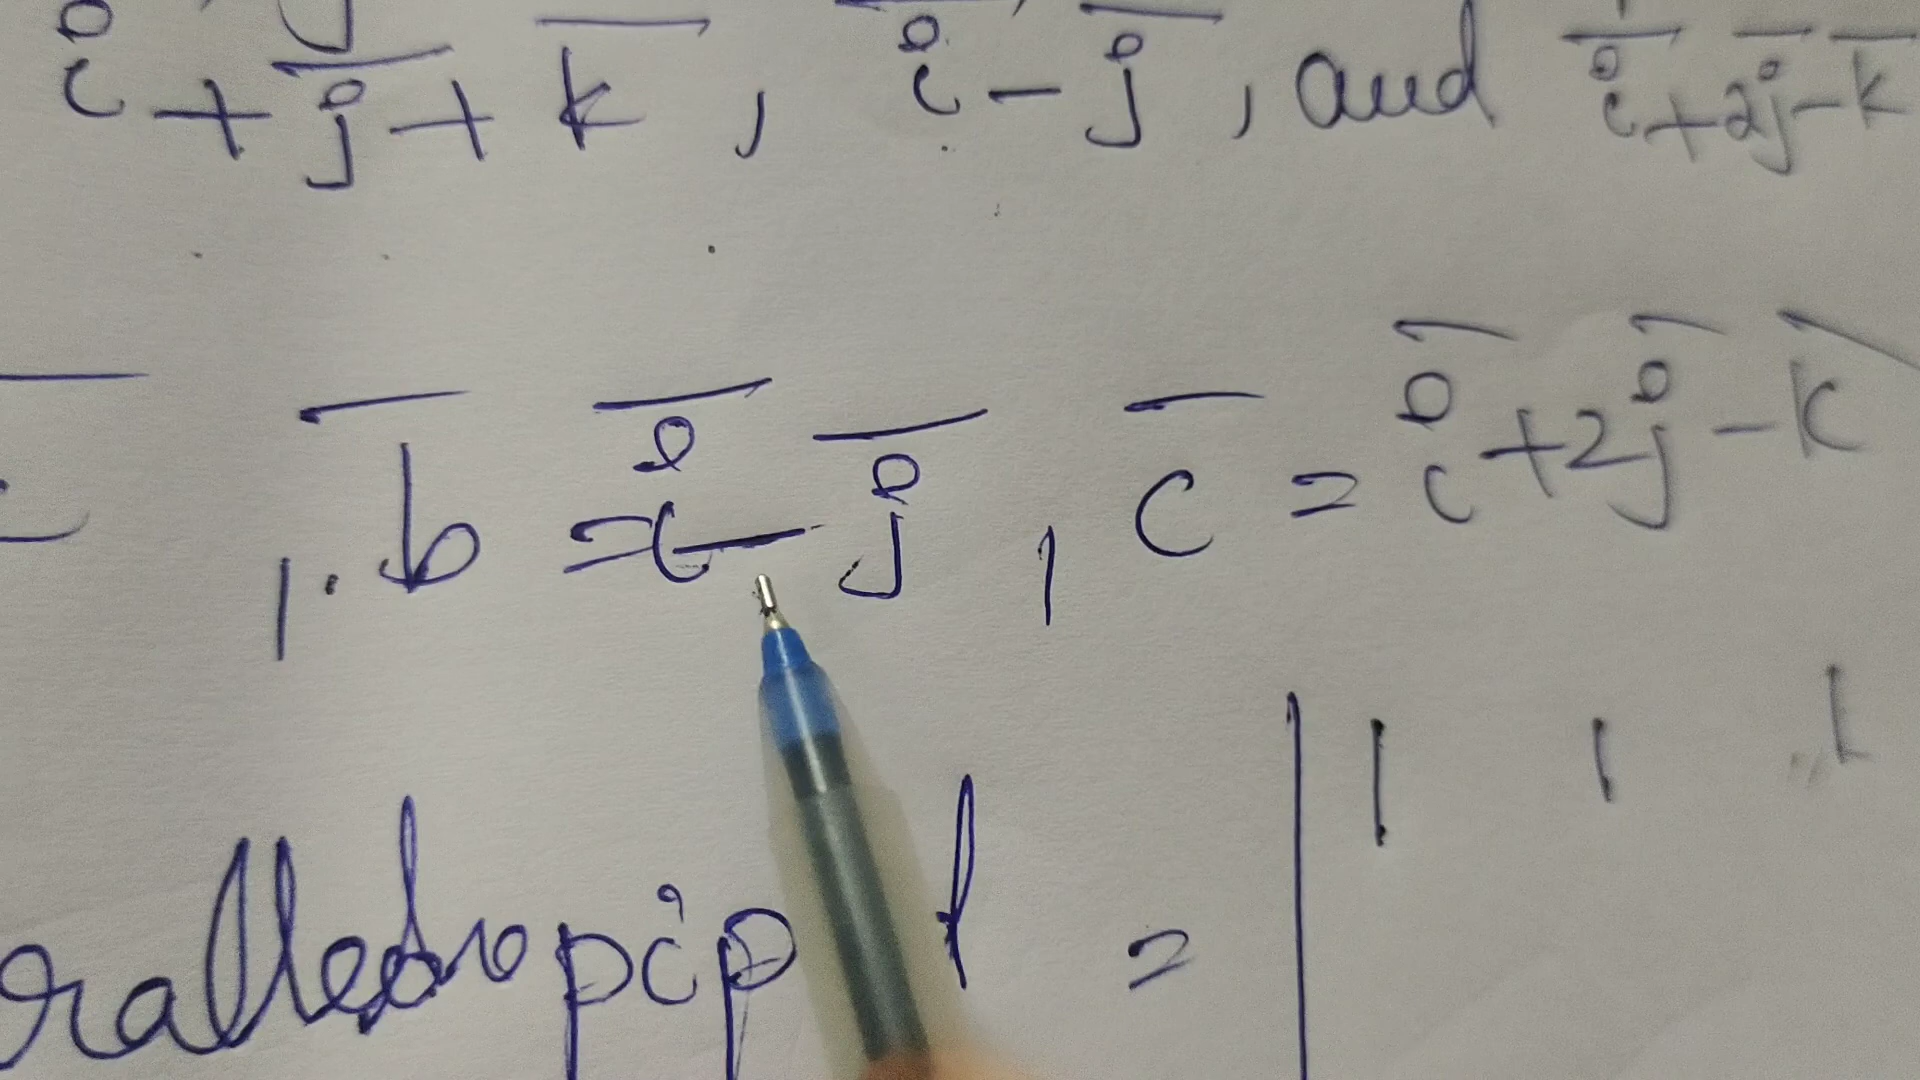 i + j + k , i - j , and i + 2j - k
, b = i - j , c = i + 2j - k
rallelopip l = | 1 1 1